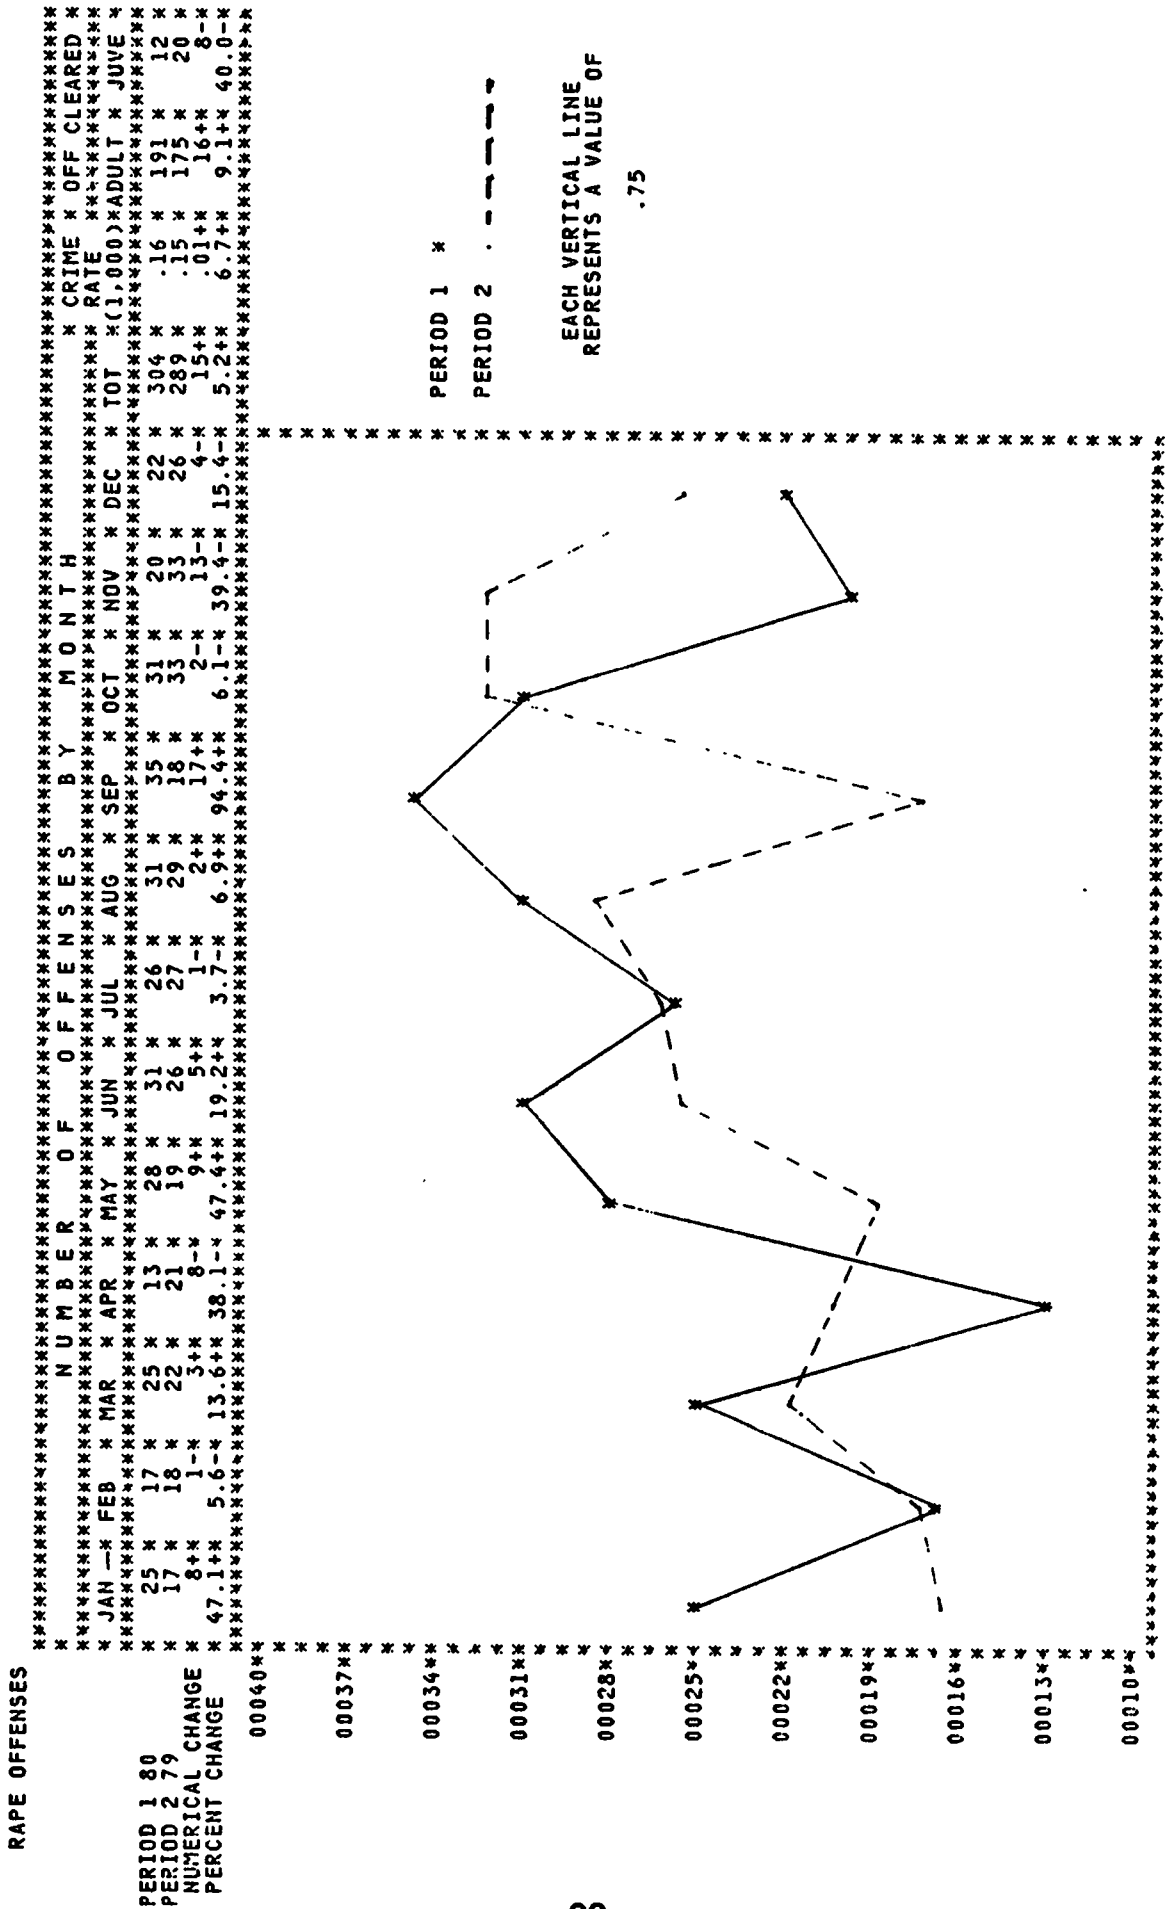 RAPE OFFENSES
****************************************************************
* N U M B E R O F O F F E N S E S B Y M O N T H * CRIME * OFF CLEARED *
**************************************************************** RATE ****************
* JAN —* FEB * MAR * APR * MAY * JUN * JUL * AUG * SEP * OCT * NOV * DEC * TOT *(1,000)*ADULT * JUVE *
****************************************************************
PERIOD 1 80 * 25 * 17 * 25 * 13 * 28 * 31 * 26 * 31 * 35 * 31 * 20 * 22 * 304 * .16 * 191 * 12 *
PERIOD 2 79 * 17 * 18 * 22 * 21 * 19 * 26 * 27 * 29 * 18 * 33 * 33 * 26 * 289 * .15 * 175 * 20 *
NUMERICAL CHANGE * 8+* 1-* 3+* 8-* 9+* 5+* 1-* 2+* 17+* 2-* 13-* 4-* 15+* .01+* 16+* 8-*
PERCENT CHANGE * 47.1+* 5.6-* 13.6+* 38.1-* 47.4+* 19.2+* 3.7-* 6.9+* 94.4+* 6.1-* 39.4-* 15.4-* 5.2+* 6.7+* 9.1+* 40.0-*
****************************************************************
00040**
00037**
00034**
00031**
00028**
00025**
00022**
00019**
00016**
00013**
00010**
PERIOD 1 *
PERIOD 2 . -----
EACH VERTICAL LINE
REPRESENTS A VALUE OF
.75